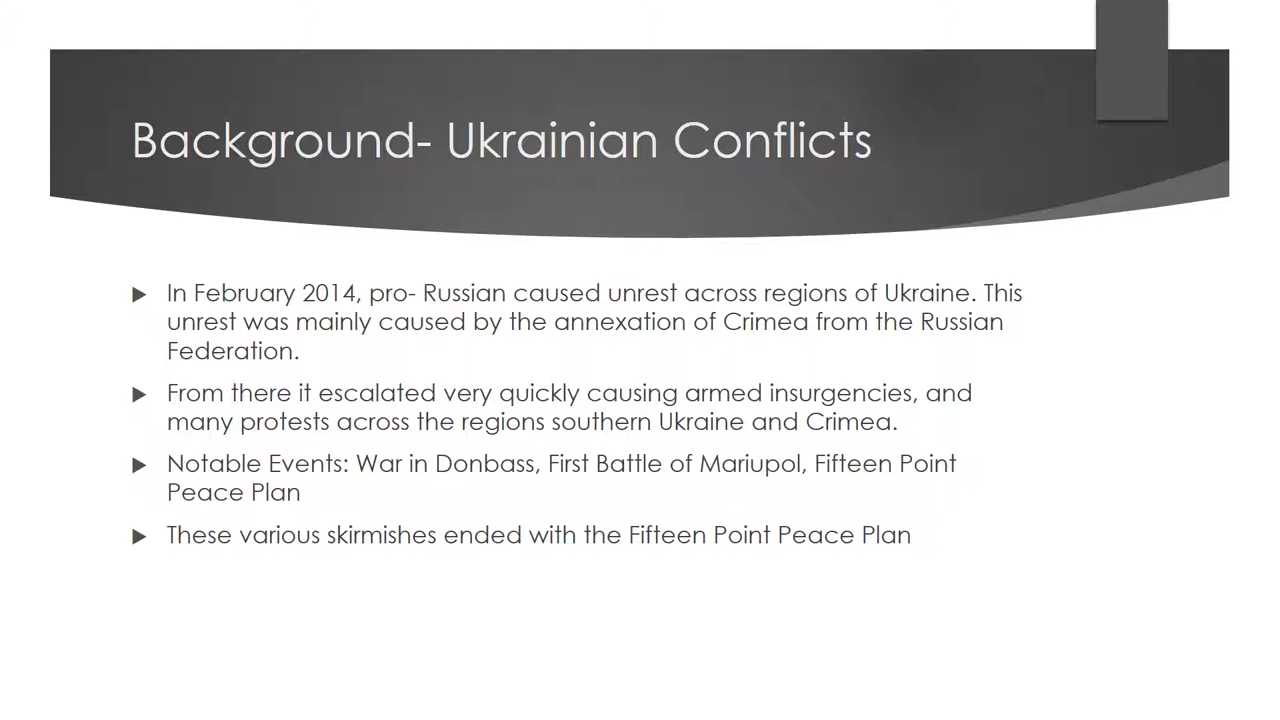 Background- Ukrainian Conflicts
In February 2014, pro- Russian caused unrest across regions of Ukraine. This
unrest was mainly caused by the annexation of Crimea from the Russian
Federation.
From there it escalated very quickly causing armed insurgencies, and
many protests across the regions southern Ukraine and Crimea.
Notable Events: War in Donbass, First Battle of Mariupol, Fifteen Point
Peace Plan
These various skirmishes ended with the Fifteen Point Peace Plan